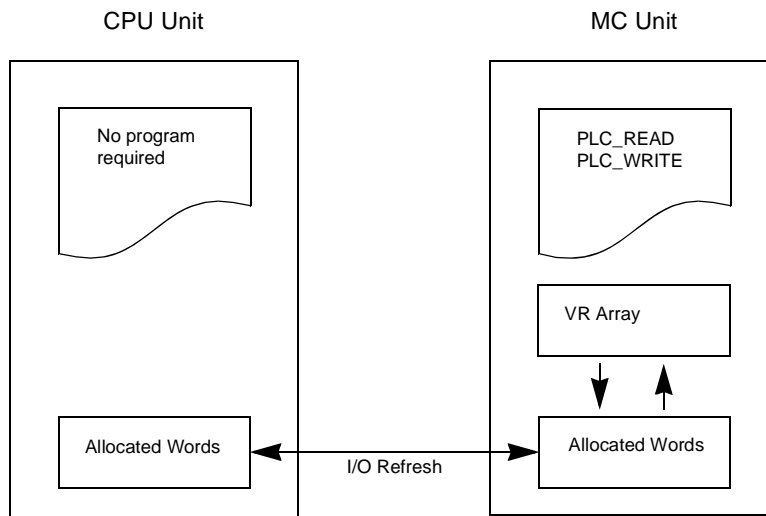 CPU Unit
MC Unit
No program
required
PLC_READ
PLC_WRITE
VR Array
Allocated Words
Allocated Words
I/O Refresh